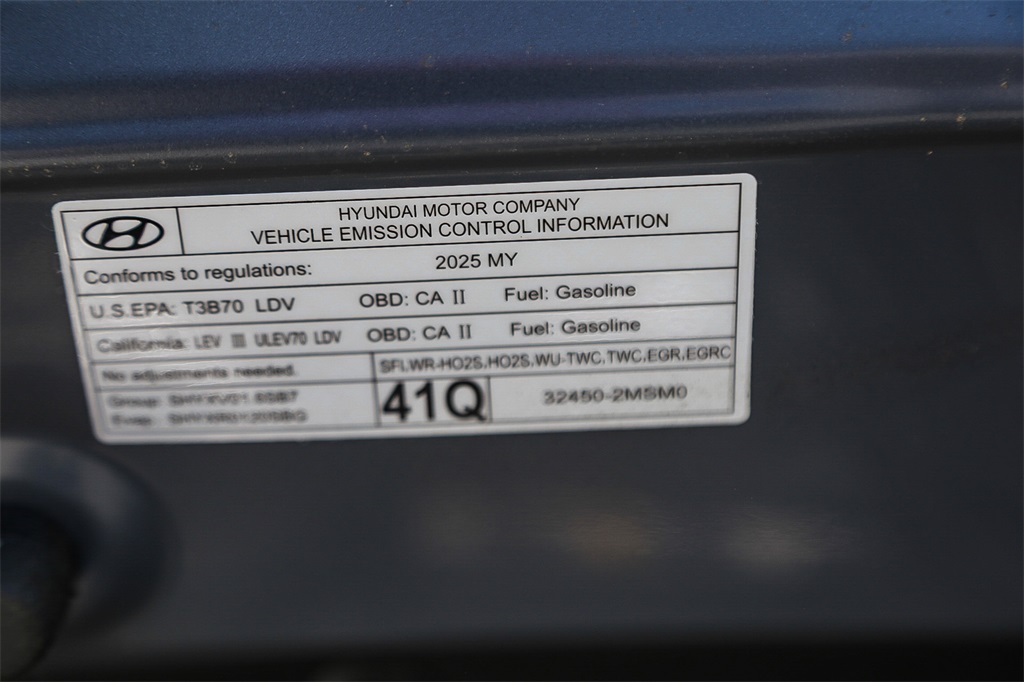 HYUNDAI MOTOR COMPANY
VEHICLE EMISSION CONTROL INFORMATION
Conforms to regulations: 2025 MY
U.S.EPA: T3B70 LDV OBD: CA II Fuel: Gasoline
California: LEV III ULEV70 LDV OBD: CA II Fuel: Gasoline
No adjustments needed. SFI,WR-HO2S,HO2S,WU-TWC,TWC,EGR,EGRC
Group:
Evap: 41Q